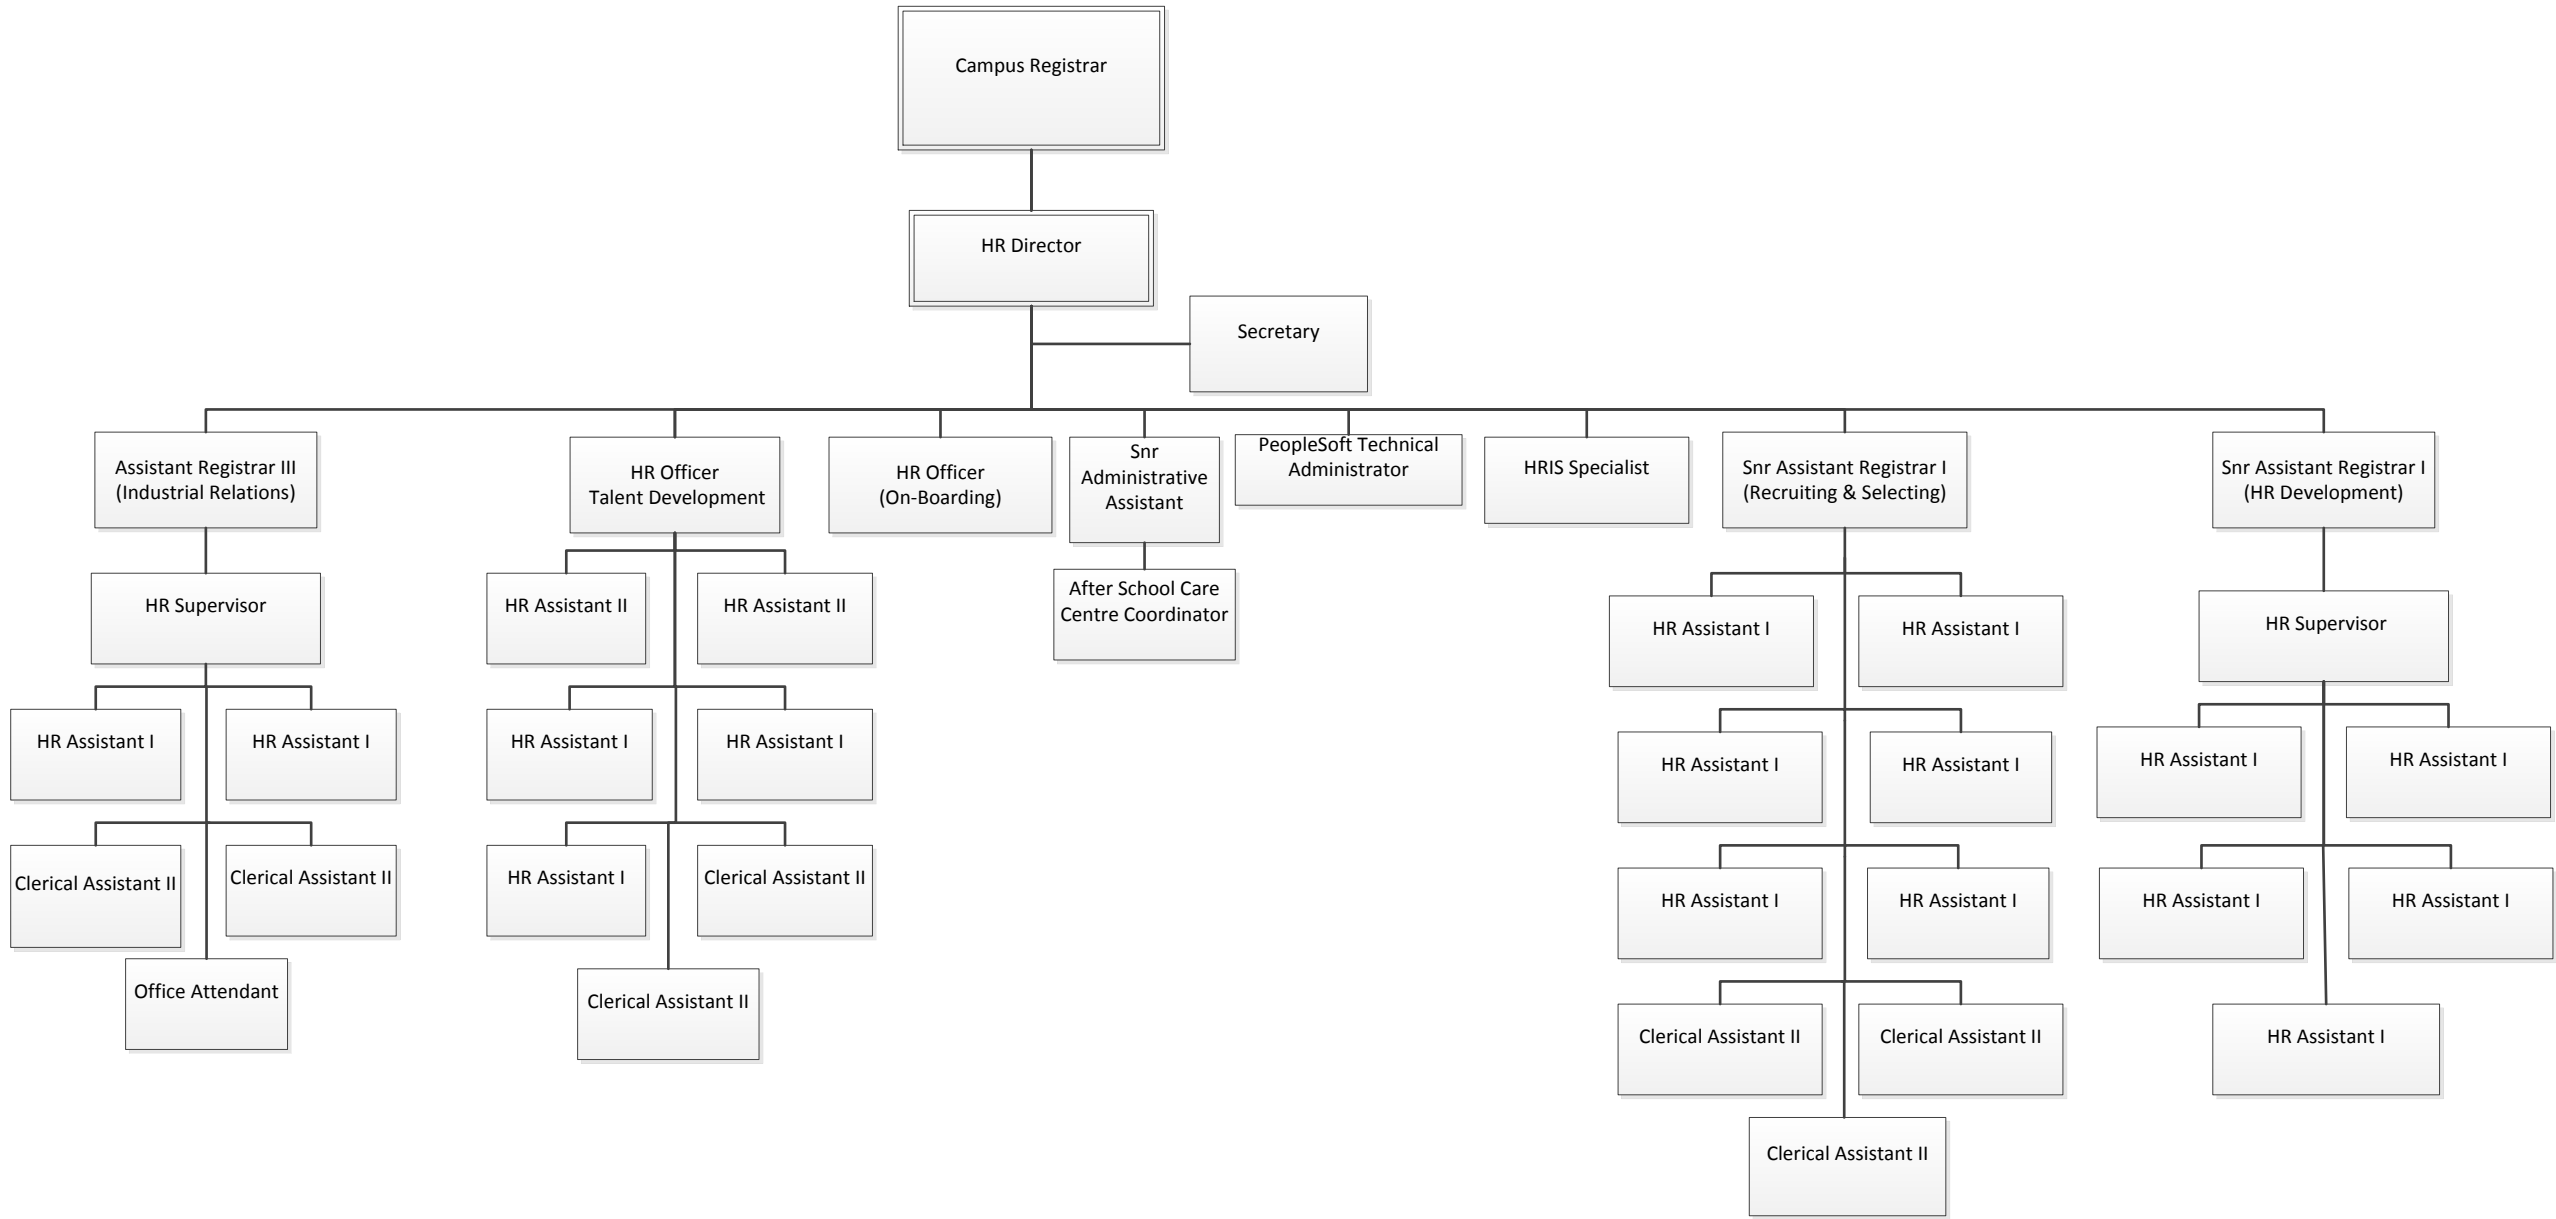 Campus Registrar
HR Director
Secretary
Assistant Registrar III
(Industrial Relations)
HR Officer
Talent Development
HR Officer
(On-Boarding)
Snr
Administrative
Assistant
PeopleSoft Technical
Administrator
HRIS Specialist
Snr Assistant Registrar I
(Recruiting & Selecting)
Snr Assistant Registrar I
(HR Development)
HR Supervisor
HR Assistant II
HR Assistant II
After School Care
Centre Coordinator
HR Assistant I
HR Assistant I
HR Supervisor
HR Assistant I
HR Assistant I
HR Assistant I
HR Assistant I
HR Assistant I
HR Assistant I
HR Assistant I
HR Assistant I
Clerical Assistant II
Clerical Assistant II
HR Assistant I
Clerical Assistant II
HR Assistant I
HR Assistant I
HR Assistant I
HR Assistant I
Office Attendant
Clerical Assistant II
Clerical Assistant II
Clerical Assistant II
HR Assistant I
Clerical Assistant II